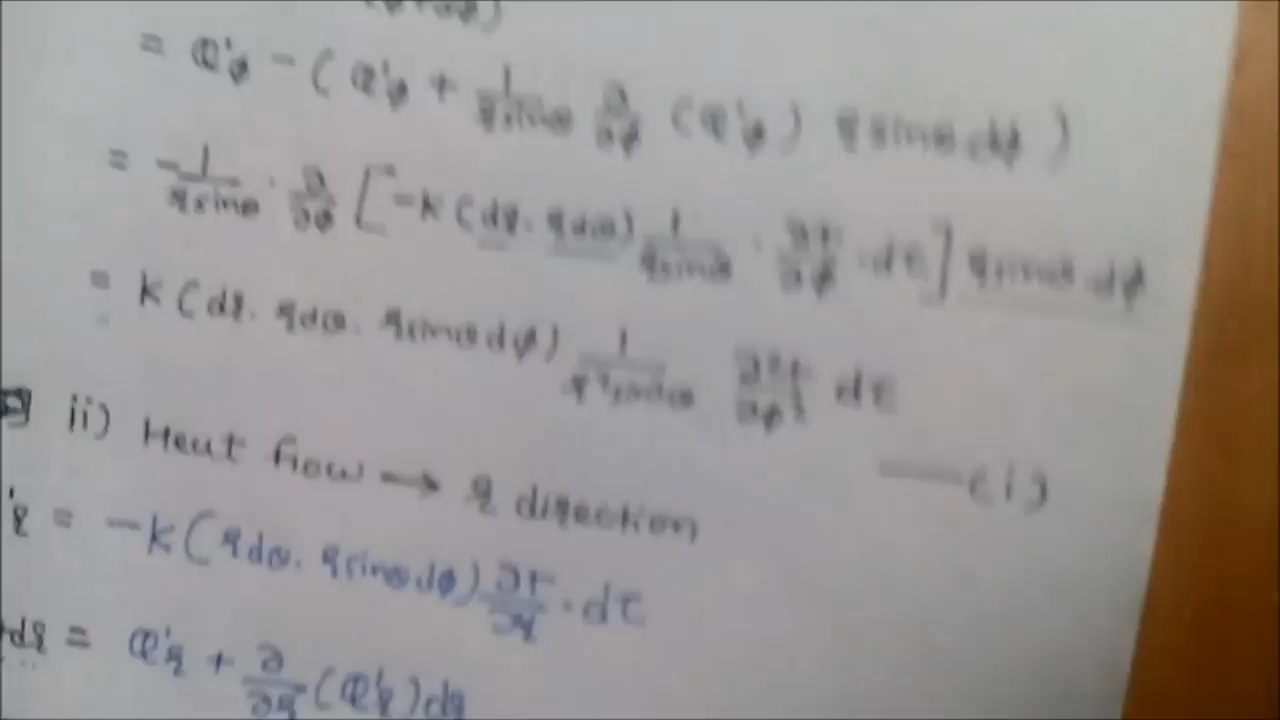 = Q'φ - (Q'φ + 1/(r sinθ) ∂/∂φ (Q'φ) r sinθ dφ)
= -1/(r sinθ) · ∂/∂φ [-k (dr. r dθ) 1/(r sinθ) · ∂t/∂φ · dτ] r sinθ dφ
= k (dr. r dθ. r sinθ dφ) 1/(r² sin²θ) ∂²t/∂φ² dτ
—(i)
ii) Heat flow → r direction
'r = -k (r dθ. r sinθ dφ) ∂t/∂r · dτ
+dr = Q'r + ∂/∂r (Q'r) dr